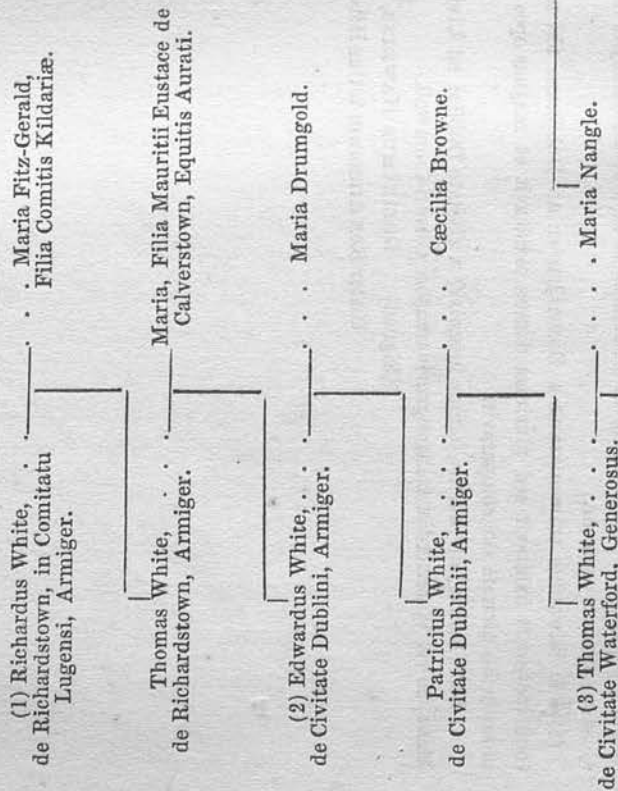 (1) Richardus White, . . . . . Maria Fitz-Gerald,
de Richardstown, in Comitatu Filia Comitis Kildariæ.
Lugensi, Armiger.
Thomas White, . . . Maria, Filia Mauritii Eustace de
de Richardstown, Armiger. Calverstown, Equitis Aurati.
(2) Edwardus White, . . . . . . Maria Drumgold.
de Civitate Dublini, Armiger.
Patricius White, . . . . . . Cæcilia Browne.
de Civitate Dublinii, Armiger.
(3) Thomas White, . . . . . . . Maria Nangle.
de Civitate Waterford, Generosus.